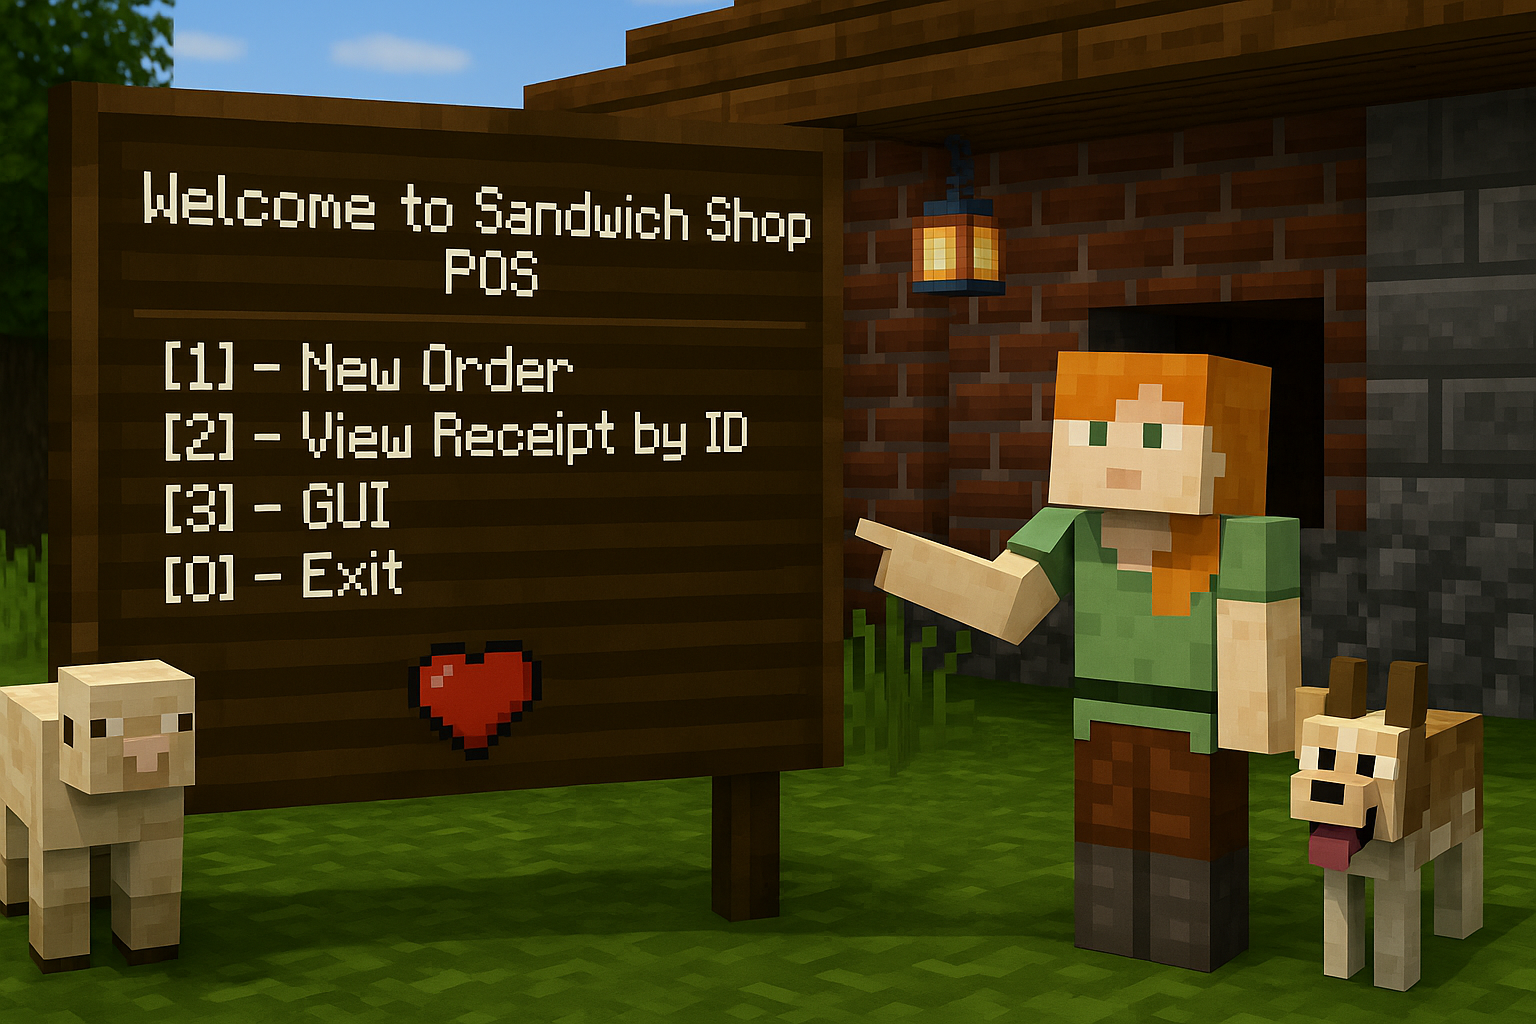 Welcome to Sandwich Shop
POS
[1] - New Order
[2] - View Receipt by ID
[3] - GUI
[0] - Exit